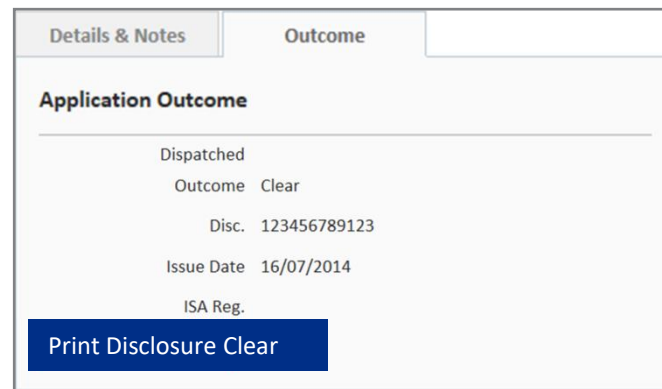 Details & Notes Outcome
Application Outcome
Dispatched
Outcome Clear
Disc. 123456789123
Issue Date 16/07/2014
ISA Reg.
Print Disclosure Clear